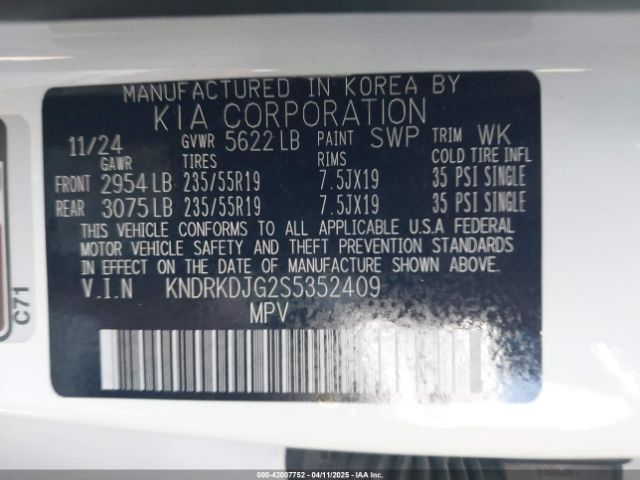 MANUFACTURED IN KOREA BY
KIA CORPORATION
11/24 GVWR 5622 LB PAINT SWP TRIM WK
GAWR TIRES RIMS COLD TIRE INFL
FRONT 2954 LB 235/55R19 7.5JX19 35 PSI SINGLE
REAR 3075 LB 235/55R19 7.5JX19 35 PSI SINGLE
THIS VEHICLE CONFORMS TO ALL APPLICABLE U.S.A FEDERAL
MOTOR VEHICLE SAFETY AND THEFT PREVENTION STANDARDS
IN EFFECT ON THE DATE OF MANUFACTURE SHOWN ABOVE.
V.I.N KNDRKDJG2S5352409
MPV
C71
000-42007752 - 04/11/2025 - IAAI.COM